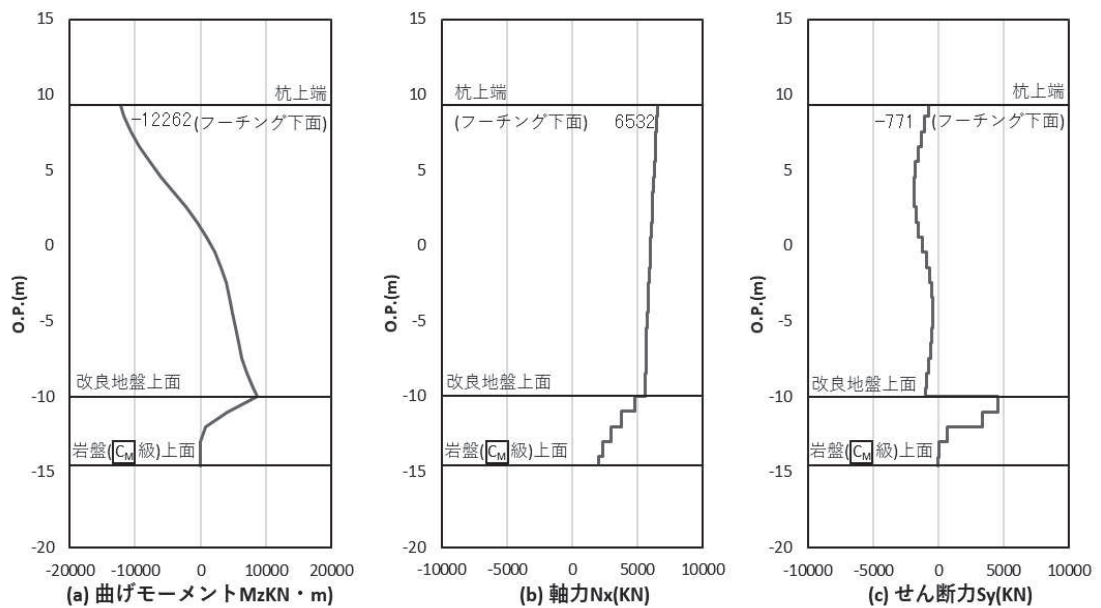 15
10
5
0
-5
-10
-15
-20
O.P.(m)
杭上端
-12262(フーチング下面)
改良地盤上面
岩盤(CM級)上面
-20000 -10000 0 10000 20000
(a) 曲げモーメントMzKN・m)
15
10
5
0
-5
-10
-15
-20
O.P.(m)
杭上端
(フーチング下面) 6532
改良地盤上面
岩盤(CM級)上面
-10000 -5000 0 5000 10000
(b) 軸力Nx(KN)
15
10
5
0
-5
-10
-15
-20
O.P.(m)
杭上端
-771 (フーチング下面)
改良地盤上面
岩盤(CM級)上面
-10000 -5000 0 5000 10000
(c) せん断力Sy(KN)